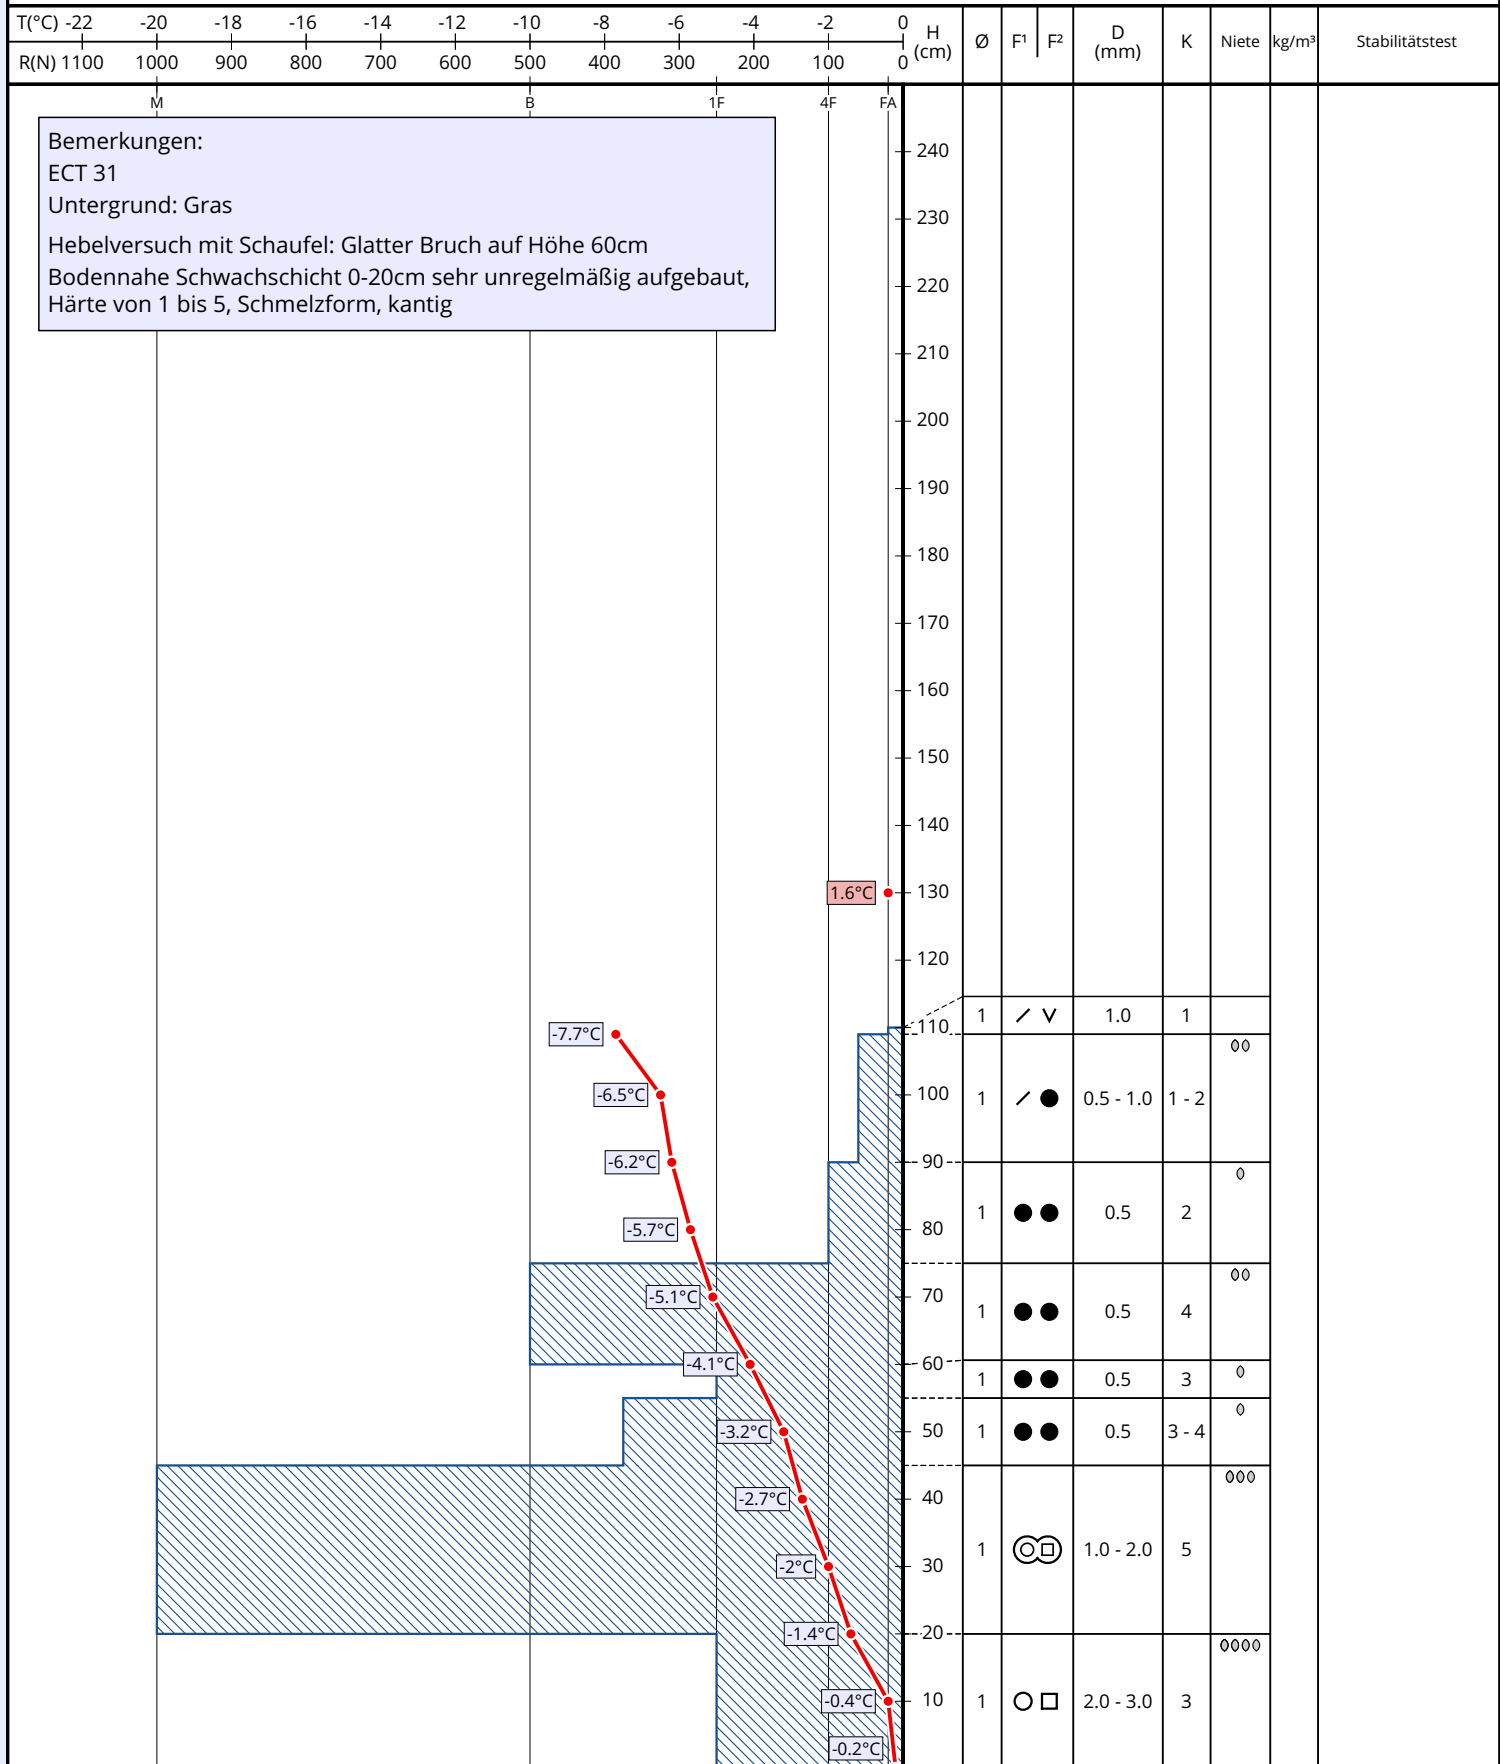 T(°C) -22 -20 -18 -16 -14 -12 -10 -8 -6 -4 -2 0
R(N) 1100 1000 900 800 700 600 500 400 300 200 100 0
H (cm) Ø F¹ F² D (mm) K Niete kg/m³ Stabilitätstest
M B 1F 4F FA
Bemerkungen:
ECT 31
Untergrund: Gras
Hebelversuch mit Schaufel: Glatter Bruch auf Höhe 60cm
Bodennahe Schwachschicht 0-20cm sehr unregelmäßig aufgebaut,
Härte von 1 bis 5, Schmelzform, kantig
240
230
220
210
200
190
180
170
160
150
140
1.6°C 130
120
110 1 1.0 1
-7.7°C
-6.5°C 100 1 0.5 - 1.0 1 - 2
-6.2°C 90
1 0.5 2
-5.7°C 80
-5.1°C 70 1 0.5 4
-4.1°C 60
1 0.5 3
-3.2°C 50 1 0.5 3 - 4
-2.7°C 40
1 1.0 - 2.0 5
-2°C 30
-1.4°C 20
-0.4°C 10 1 2.0 - 3.0 3
-0.2°C